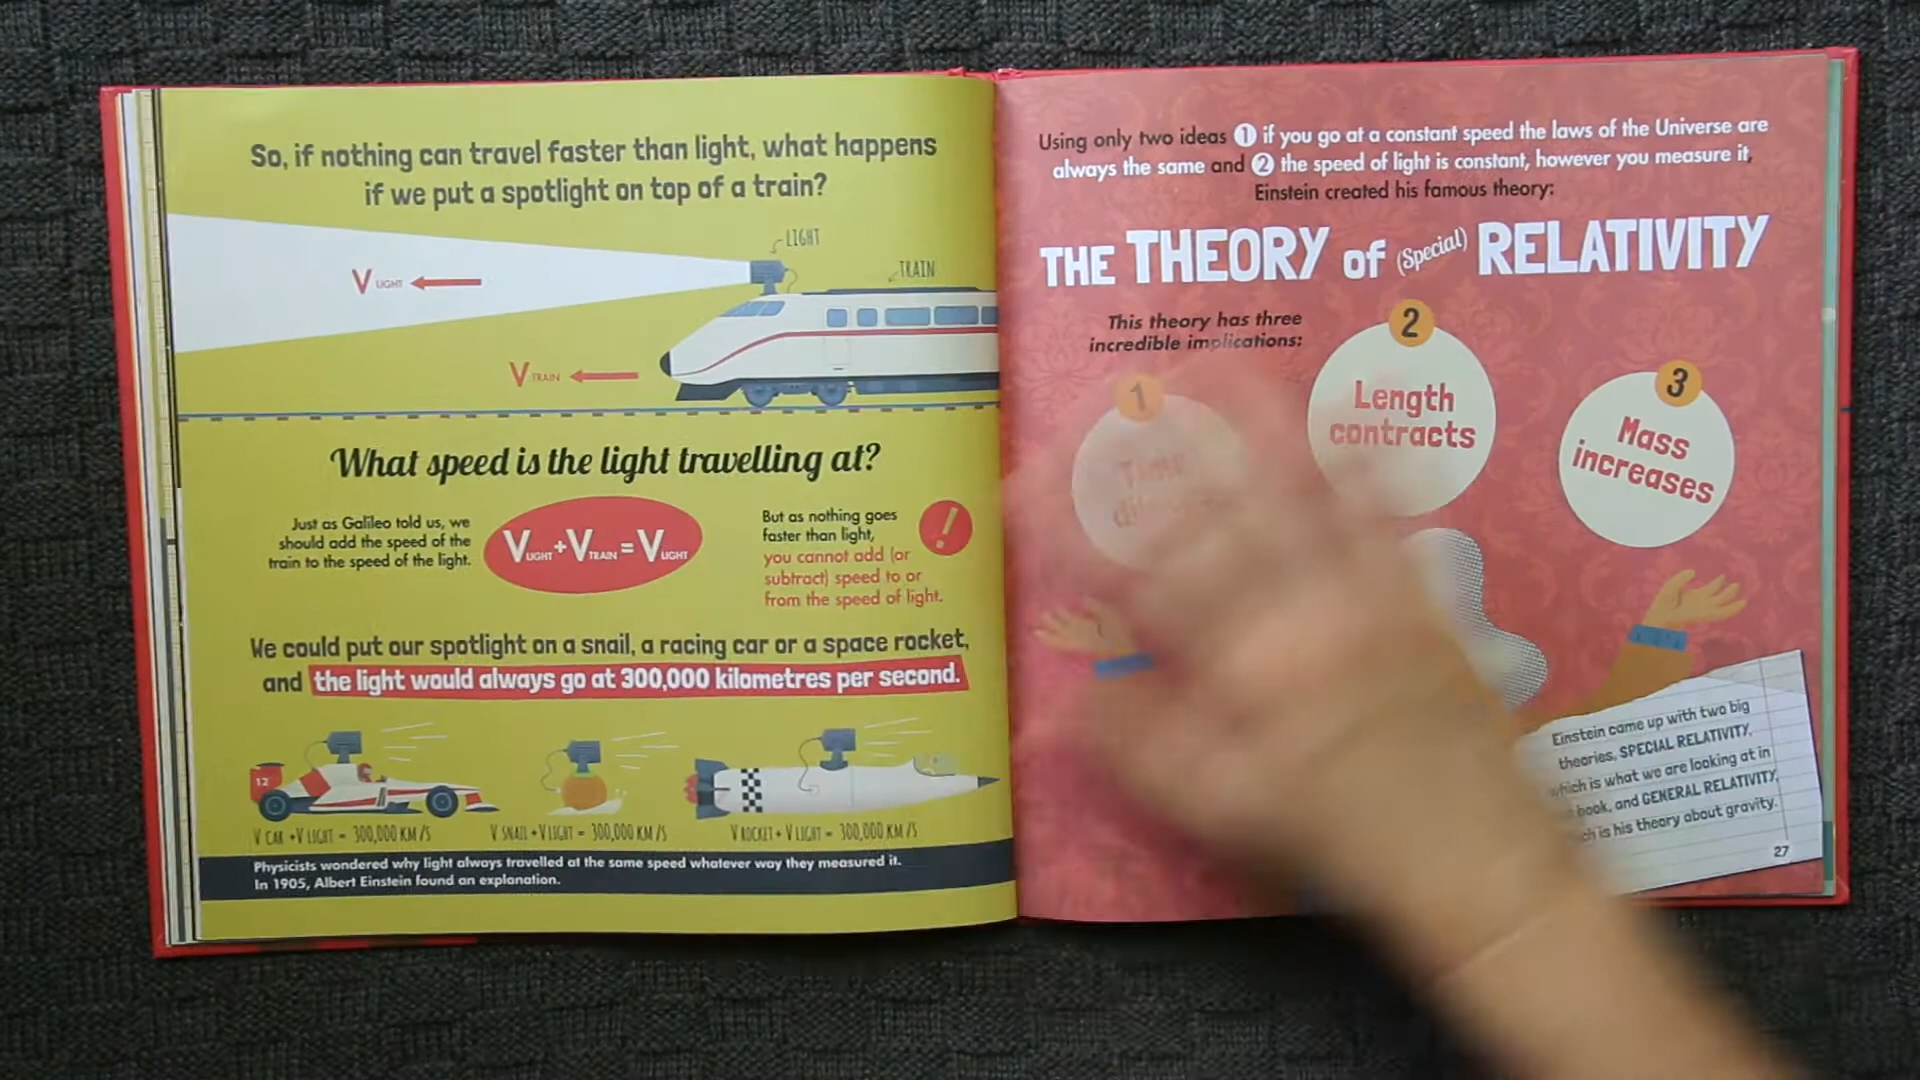 So, if nothing can travel faster than light, what happens
if we put a spotlight on top of a train?
LIGHT
V LIGHT
TRAIN
V TRAIN
What speed is the light travelling at?
Just as Galileo told us, we
should add the speed of the
train to the speed of the light.
VLIGHT+VTRAIN=VLIGHT
But as nothing goes
faster than light,
you cannot add (or
subtract) speed to or
from the speed of light.
!
We could put our spotlight on a snail, a racing car or a space rocket,
and the light would always go at 300,000 kilometres per second.
12
V CAR +V LIGHT = 300,000 KM/S
V SNAIL +V LIGHT = 300,000 KM/S
V ROCKET + V LIGHT = 300,000 KM/S
Physicists wondered why light always travelled at the same speed whatever way they measured it.
In 1905, Albert Einstein found an explanation.
Using only two ideas 1 if you go at a constant speed the laws of the Universe are
always the same and 2 the speed of light is constant, however you measure it,
Einstein created his famous theory:
THE THEORY of (Special) RELATIVITY
This theory has three
incredible implications:
1
Time
2
Length
contracts
3
Mass
increases
Einstein came up with two big
theories, SPECIAL RELATIVITY,
which is what we are looking at in
book, and GENERAL RELATIVITY,
is his theory about gravity.
27